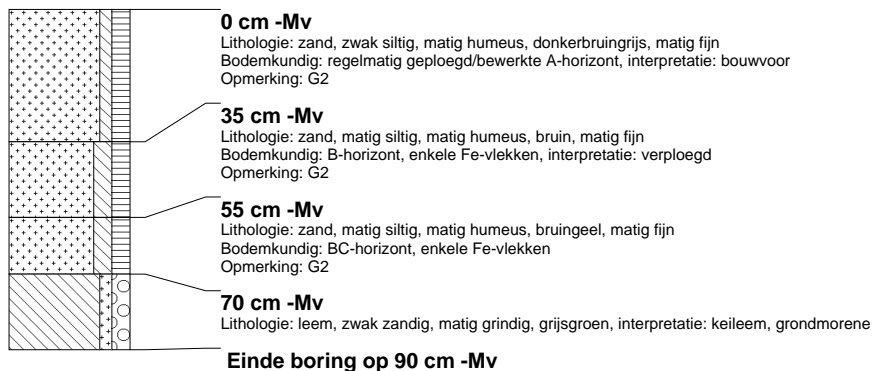 0 cm -Mv
Lithologie: zand, zwak siltig, matig humeus, donkerbruingrijs, matig fijn
Bodemkundig: regelmatig geploegd/bewerkte A-horizont, interpretatie: bouwvoor
Opmerking: G2
35 cm -Mv
Lithologie: zand, matig siltig, matig humeus, bruin, matig fijn
Bodemkundig: B-horizont, enkele Fe-vlekken, interpretatie: verploegd
Opmerking: G2
55 cm -Mv
Lithologie: zand, matig siltig, matig humeus, bruingeel, matig fijn
Bodemkundig: BC-horizont, enkele Fe-vlekken
Opmerking: G2
70 cm -Mv
Lithologie: leem, zwak zandig, matig grindig, grijsgroen, interpretatie: keileem, grondmorene
Einde boring op 90 cm -Mv